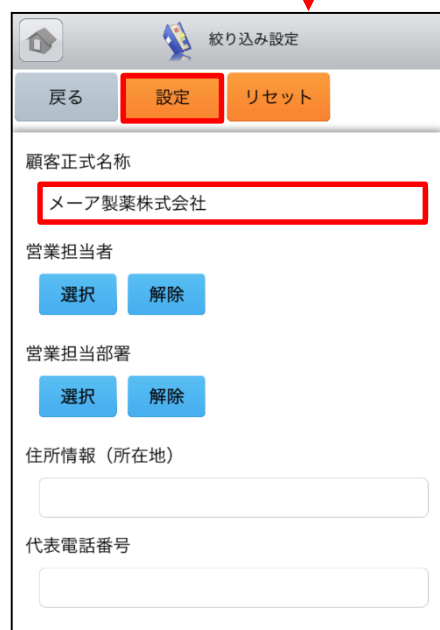 絞り込み設定
戻る 設定 リセット
顧客正式名称
メーア製薬株式会社
営業担当者
選択 解除
営業担当部署
選択 解除
住所情報（所在地）
代表電話番号